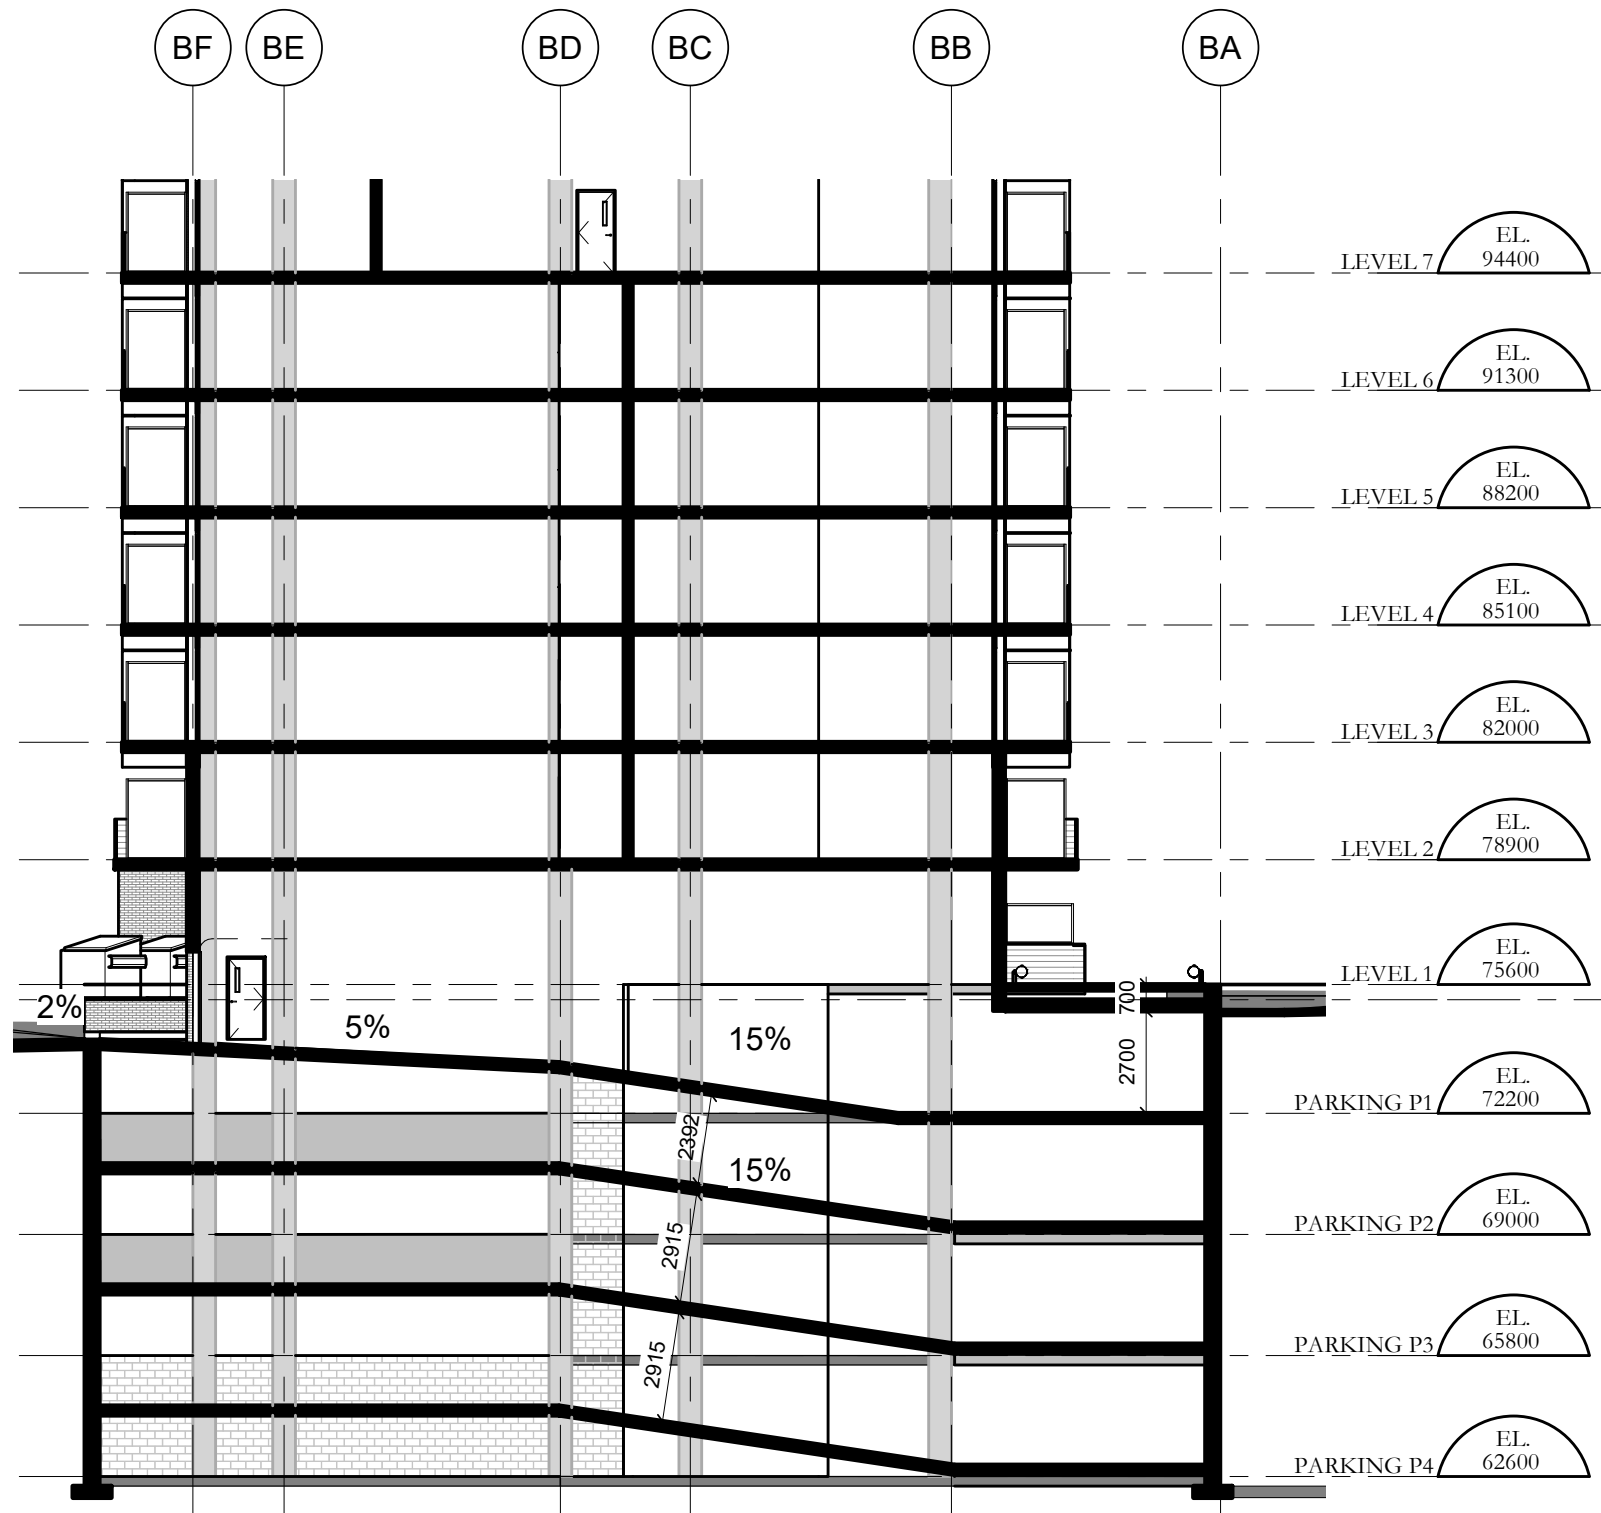 BF BE BD BC BB BA
EL.
94400
LEVEL 7
EL.
91300
LEVEL 6
EL.
88200
LEVEL 5
EL.
85100
LEVEL 4
EL.
82000
LEVEL 3
EL.
78900
LEVEL 2
EL.
75600
LEVEL 1
2%
5%
15%
700
2700
EL.
72200
PARKING P1
2392
15%
EL.
69000
PARKING P2
2915
EL.
65800
PARKING P3
2915
EL.
62600
PARKING P4